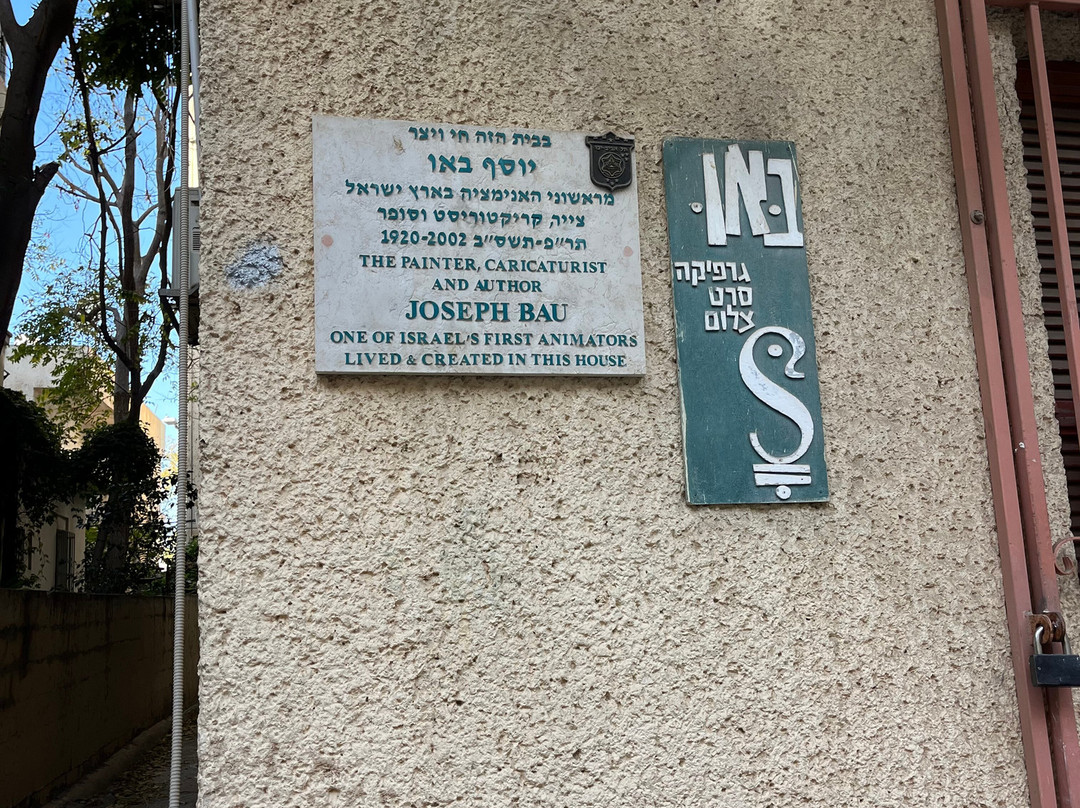 בבית הזה חי ויצר
יוסף באו
מראשוני האנימציה בארץ ישראל
צייר, קריקטוריסט וסופר
תר״פ-תשס״ב 1920-2002
THE PAINTER, CARICATURIST
AND AUTHOR
JOSEPH BAU
ONE OF ISRAEL'S FIRST ANIMATORS
LIVED & CREATED IN THIS HOUSE
באו
גרפיקה
סרט
צלום